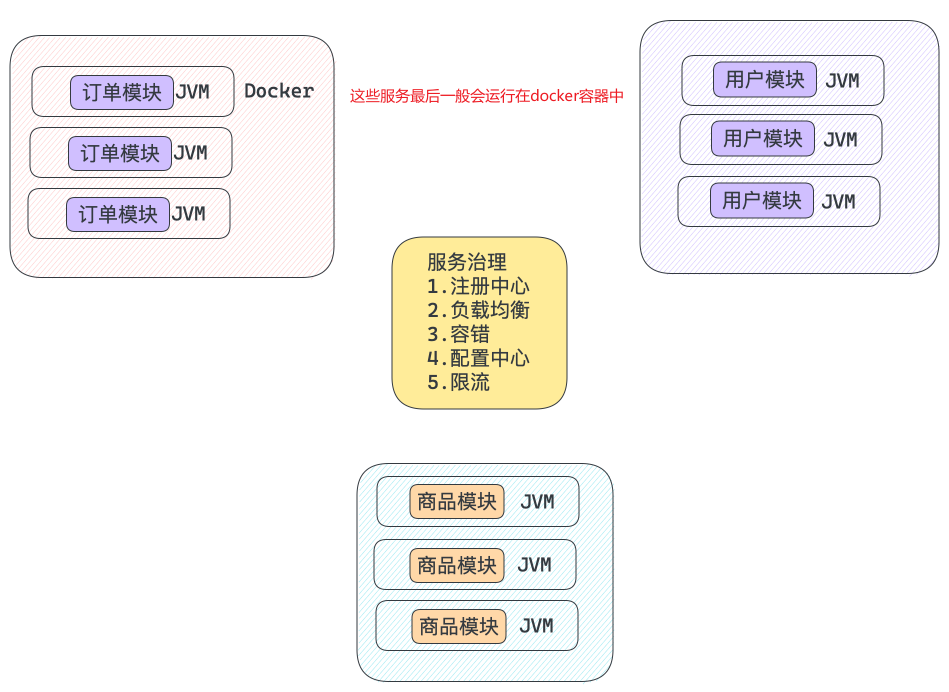 订单模块 JVM
Docker
订单模块 JVM
订单模块 JVM
这些服务最后一般会运行在docker容器中
用户模块 JVM
用户模块 JVM
用户模块 JVM
服务治理
1.注册中心
2.负载均衡
3.容错
4.配置中心
5.限流
商品模块 JVM
商品模块 JVM
商品模块 JVM